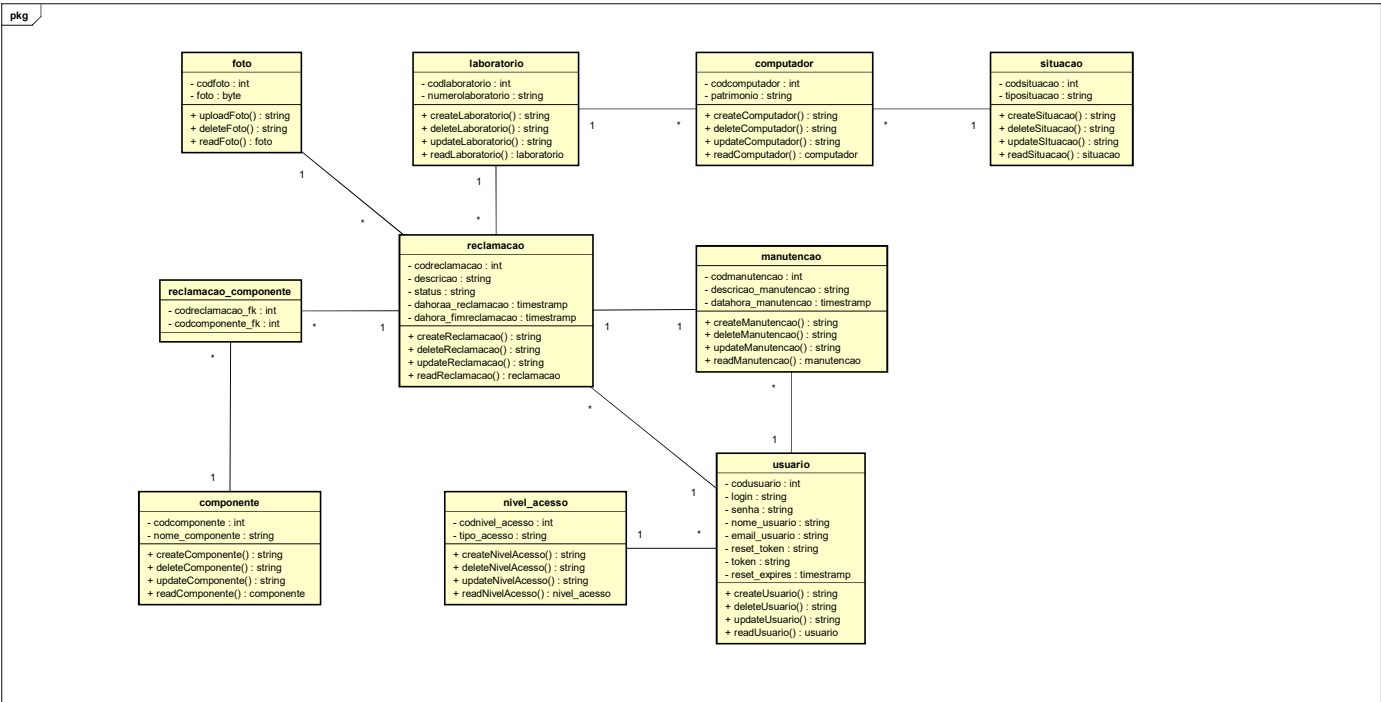 pkg
foto
- codfoto : int
- foto : byte
+ uploadFoto() : string
+ deleteFoto() : string
+ readFoto() : foto
laboratorio
- codlaboratorio : int
- numerolaboratorio : string
+ createLaboratorio() : string
+ deleteLaboratorio() : string
+ updateLaboratorio() : string
+ readLaboratorio() : laboratorio
1
*
computador
- codcomputador : int
- patrimonio : string
+ createComputador() : string
+ deleteComputador() : string
+ updateComputador() : string
+ readComputador() : computador
*
1
situacao
- codsituacao : int
- tiposituacao : string
+ createSituacao() : string
+ deleteSituacao() : string
+ updateSItuacao() : string
+ readSituacao() : situacao
1
*
1
*
reclamacao
- codreclamacao : int
- descricao : string
- status : string
- dahoraa_reclamacao : timestramp
- dahora_fimreclamacao : timestramp
+ createReclamacao() : string
+ deleteReclamacao() : string
+ updateReclamacao() : string
+ readReclamacao() : reclamacao
manutencao
- codmanutencao : int
- descricao_manutencao : string
- datahora_manutencao : timestramp
+ createManutencao() : string
+ deleteManutencao() : string
+ updateManutencao() : string
+ readManutencao() : manutencao
reclamacao_componente
- codreclamacao_fk : int
- codcomponente_fk : int
*
1
1
1
*
1
*
1
*
1
componente
- codcomponente : int
- nome_componente : string
+ createComponente() : string
+ deleteComponente() : string
+ updateComponente() : string
+ readComponente() : componente
nivel_acesso
- codnivel_acesso : int
- tipo_acesso : string
+ createNivelAcesso() : string
+ deleteNivelAcesso() : string
+ updateNivelAcesso() : string
+ readNivelAcesso() : nivel_acesso
1
*
usuario
- codusuario : int
- login : string
- senha : string
- nome_usuario : string
- email_usuario : string
- reset_token : string
- token : string
- reset_expires : timestramp
+ createUsuario() : string
+ deleteUsuario() : string
+ updateUsuario() : string
+ readUsuario() : usuario